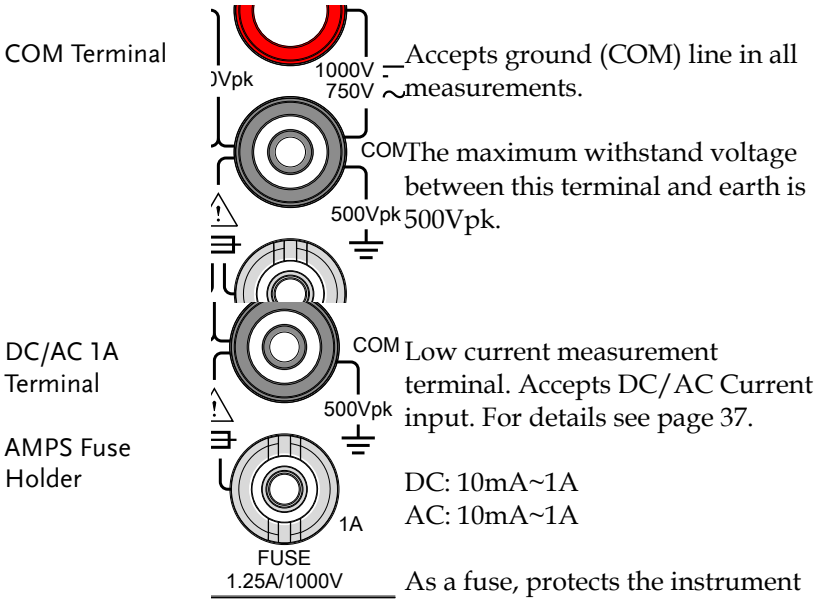 COM Terminal
0Vpk
1000V
750V
Accepts ground (COM) line in all
measurements.
COM
The maximum withstand voltage
between this terminal and earth is
500Vpk.
500Vpk
DC/AC 1A
Terminal
COM
500Vpk
Low current measurement
terminal. Accepts DC/AC Current
input. For details see page 37.
AMPS Fuse
Holder
DC: 10mA~1A
AC: 10mA~1A
1A
FUSE
1.25A/1000V
As a fuse, protects the instrument